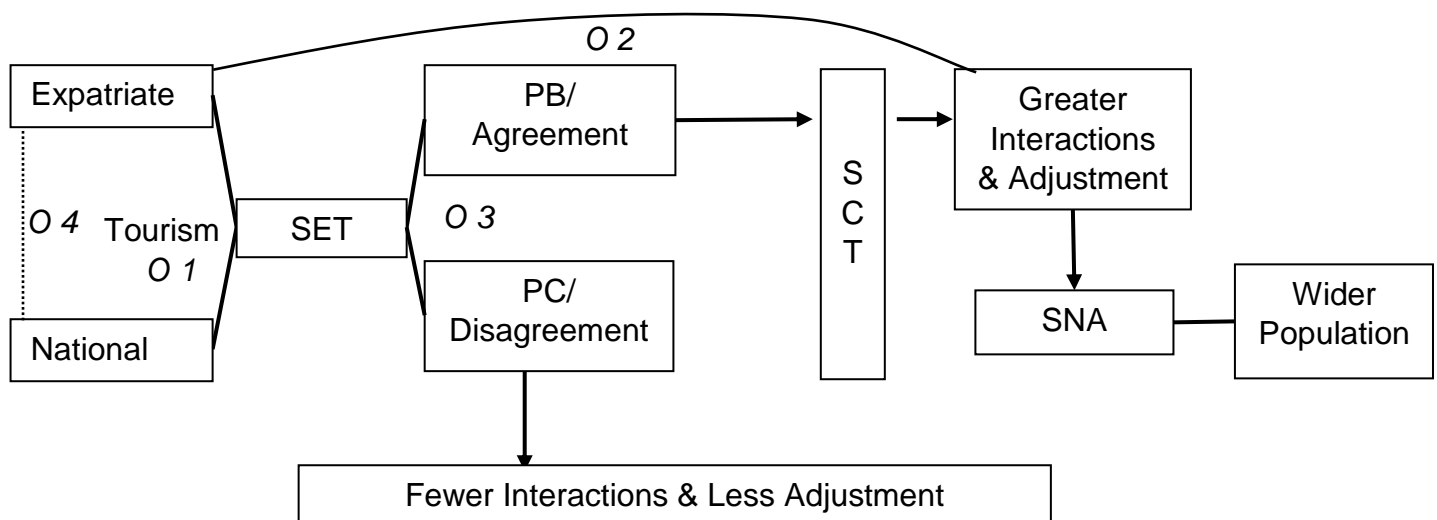 O 2
Expatriate
PB/
Agreement
S
C
T
Greater
Interactions
& Adjustment
O 4
Tourism
O 1
SET
O 3
National
PC/
Disagreement
SNA
Wider
Population
Fewer Interactions & Less Adjustment